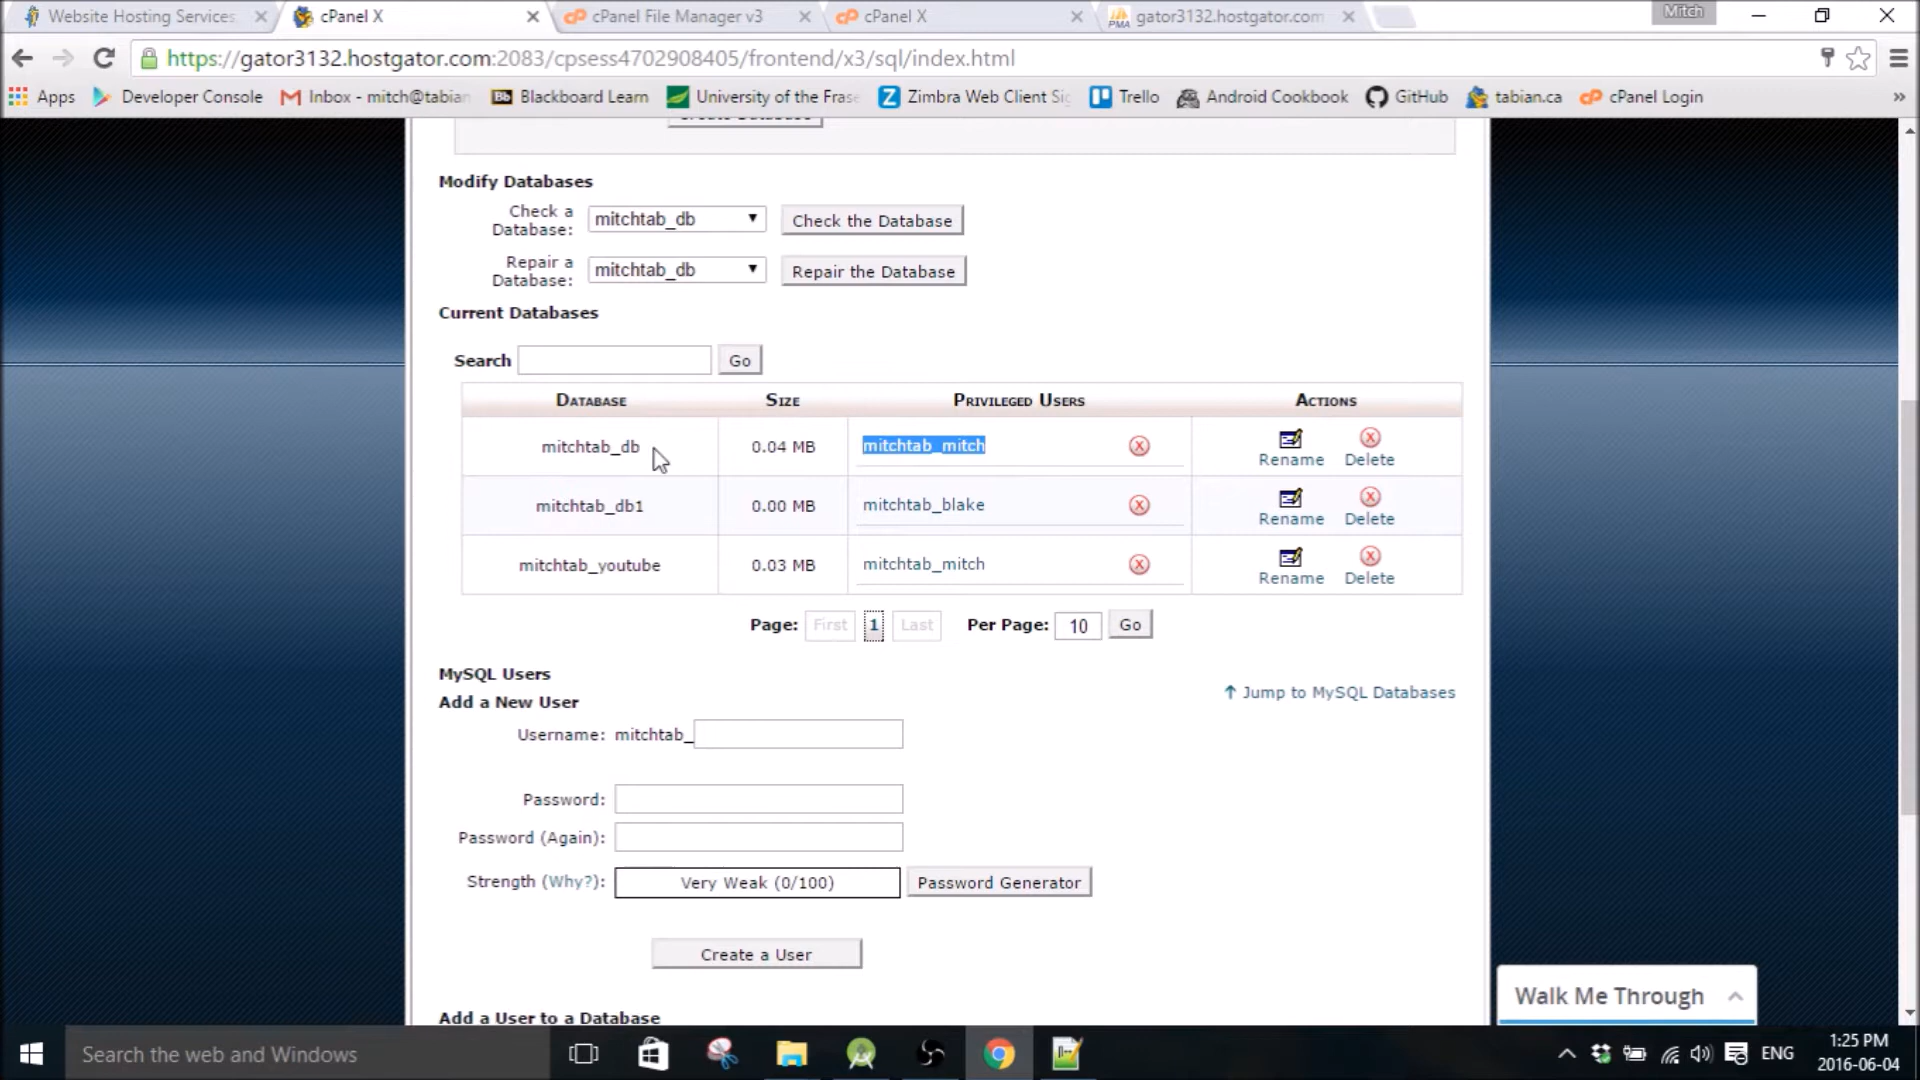 Website Hosting Services
cPanel X
cPanel File Manager v3
cPanel X
PMA
gator3132.hostgator.com
Mitch
https://gator3132.hostgator.com:2083/cpsess4702908405/frontend/x3/sql/index.html
Apps
Developer Console
Inbox - mitch@tabian
Bb
Blackboard Learn
University of the Frase
Z
Zimbra Web Client Sig
Trello
Android Cookbook
GitHub
tabian.ca
cP
cPanel Login
»
Create Database
Modify Databases
Check a Database:
mitchtab_db
Check the Database
Repair a Database:
mitchtab_db
Repair the Database
Current Databases
Search
Go
DATABASE SIZE PRIVILEGED USERS ACTIONS
mitchtab_db 0.04 MB mitchtab_mitch Rename Delete
mitchtab_db1 0.00 MB mitchtab_blake Rename Delete
mitchtab_youtube 0.03 MB mitchtab_mitch Rename Delete
Page: First 1 Last Per Page: 10 Go
MySQL Users
↑ Jump to MySQL Databases
Add a New User
Username: mitchtab_
Password:
Password (Again):
Strength (Why?): Very Weak (0/100) Password Generator
Create a User
Add a User to a Database
Walk Me Through
Search the web and Windows
ENG
1:25 PM
2016-06-04